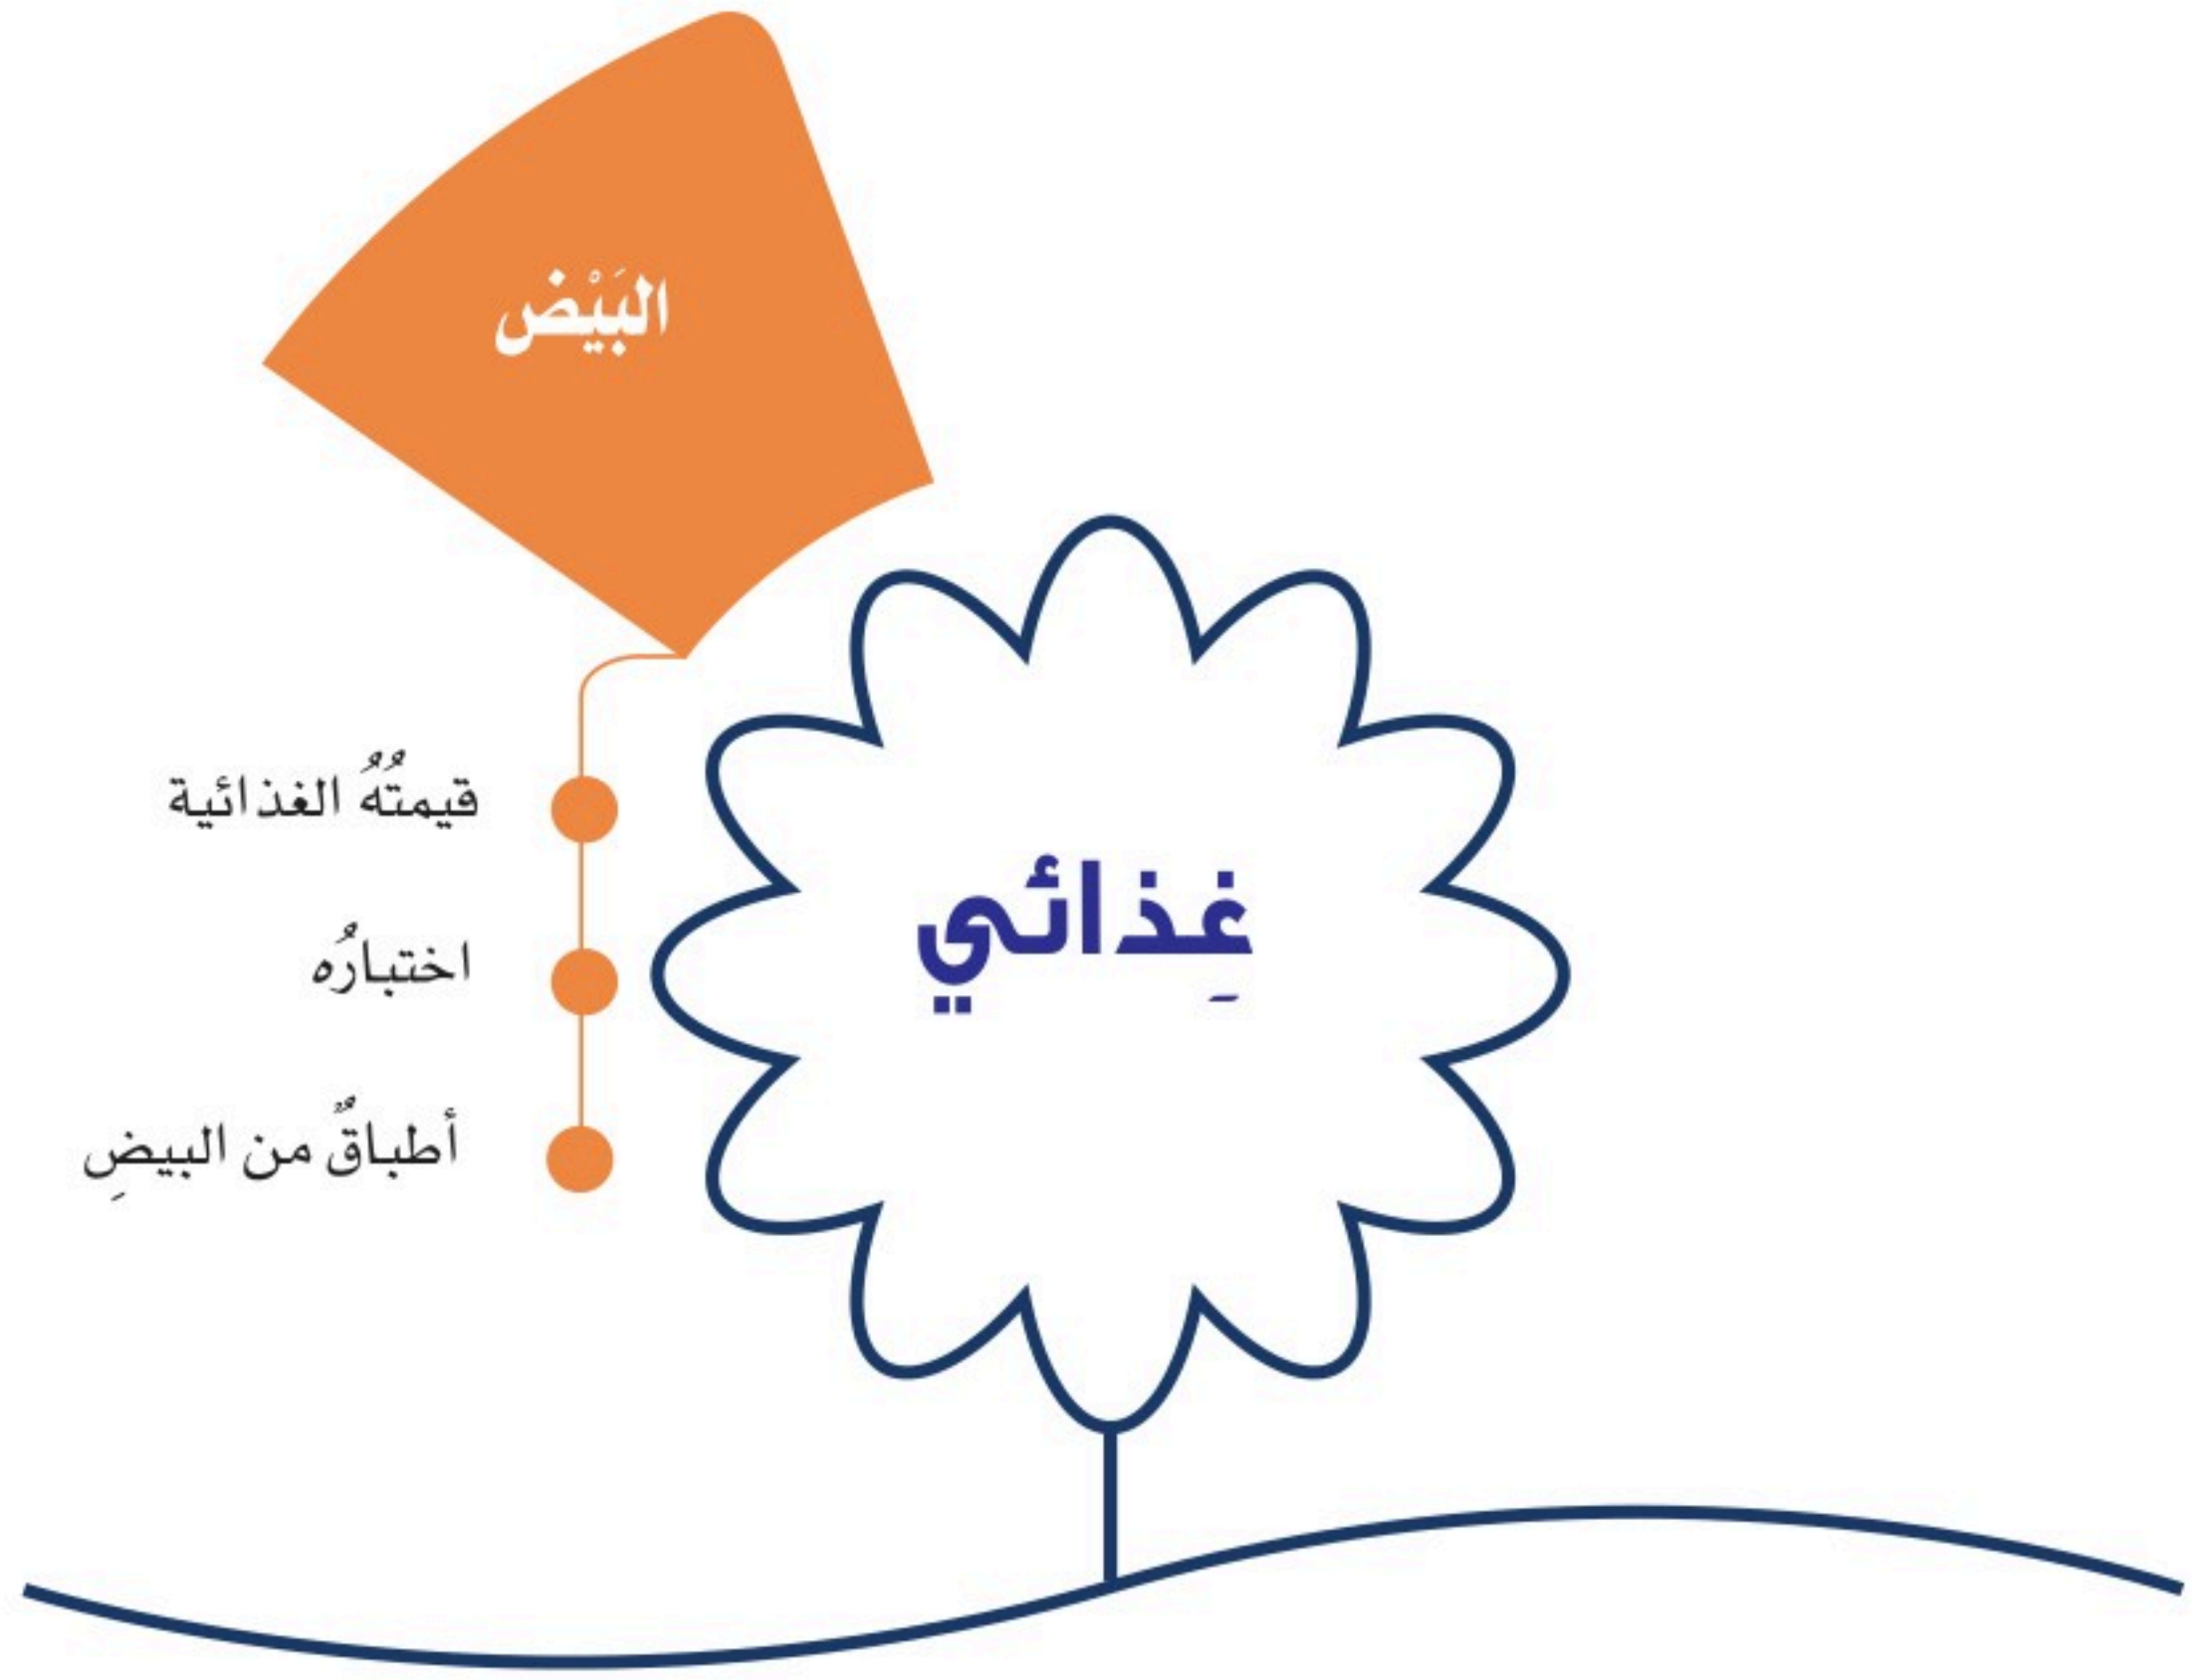 البَيْض
قيمتُهُ الغذائية
غِذائي
اختبارُه
أطباقٌ من البيضِ